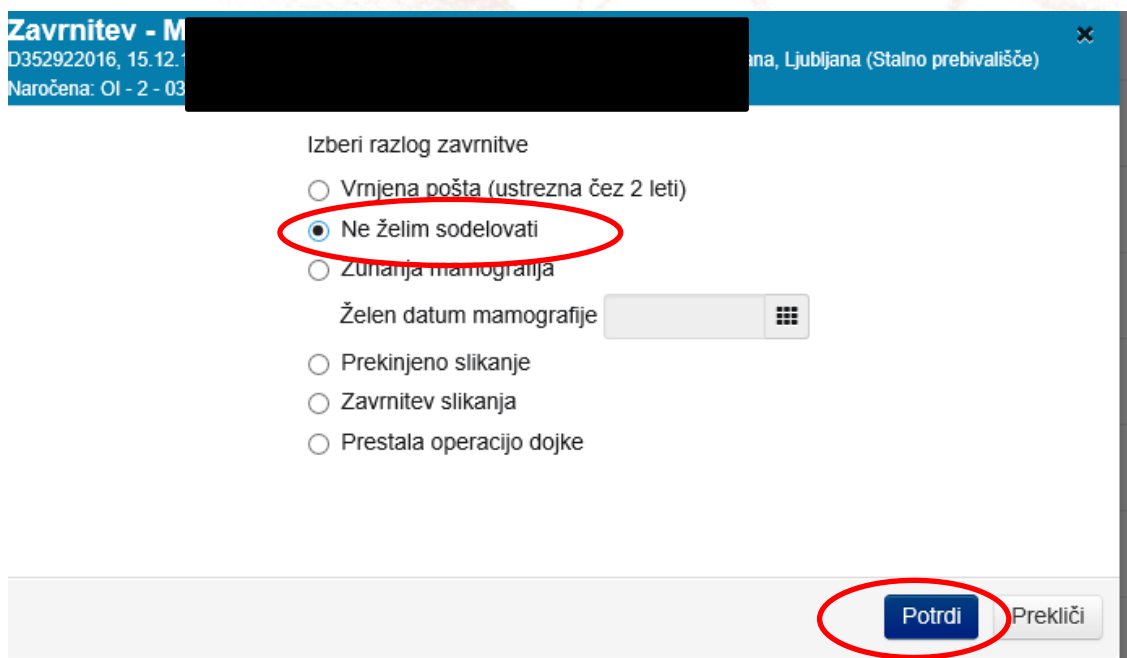 Zavrnitev - M
D352922016, 15.12. ana, Ljubljana (Stalno prebivališče)
Naročena: OI - 2 - 03
Izberi razlog zavrnitve
Vrnjena pošta (ustrezna čez 2 leti)
Ne želim sodelovati
Zunanja mamografija
Želen datum mamografije
Prekinjeno slikanje
Zavrnitev slikanja
Prestala operacijo dojke
Potrdi Prekliči